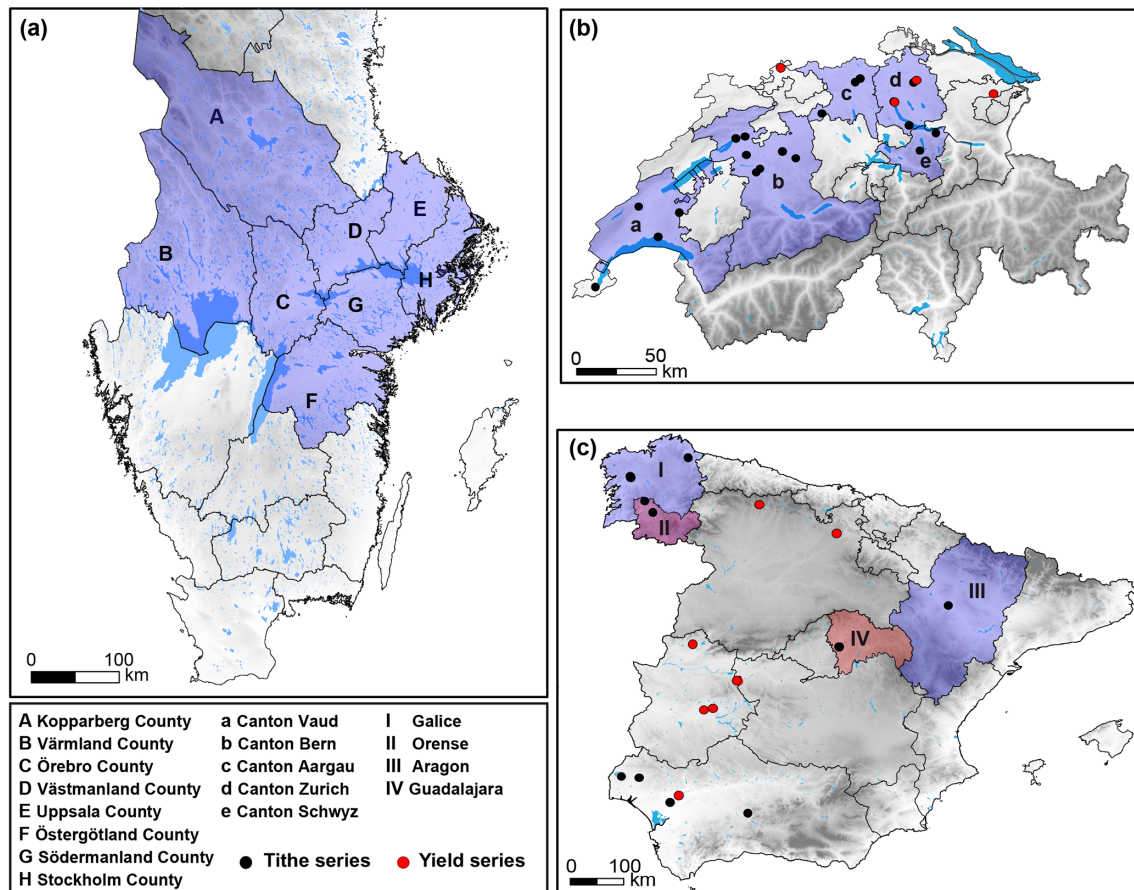 (a)
A
B
C
D
E
F
G
H
0 100
km
(b)
a
b
c
d
e
0 50
km
(c)
I
II
III
IV
0 100
km
A Kopparberg County
B Värmland County
C Örebro County
D Västmanland County
E Uppsala County
F Östergötland County
G Södermanland County
H Stockholm County
a Canton Vaud
b Canton Bern
c Canton Aargau
d Canton Zurich
e Canton Schwyz
I Galice
II Orense
III Aragon
IV Guadalajara
Tithe series
Yield series